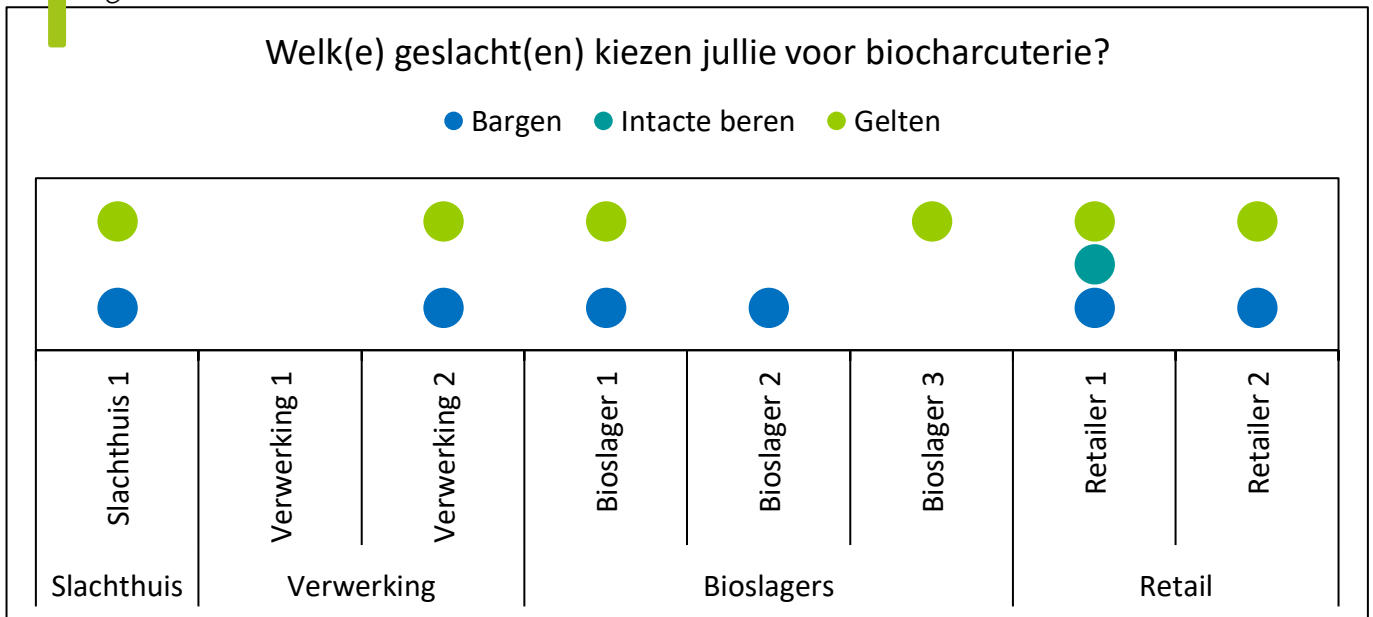 Welk(e) geslacht(en) kiezen jullie voor biocharcuterie?
Bargen Intacte beren Gelten
Slachthuis 1
Verwerking 1
Verwerking 2
Bioslager 1
Bioslager 2
Bioslager 3
Retailer 1
Retailer 2
Slachthuis Verwerking Bioslagers Retail